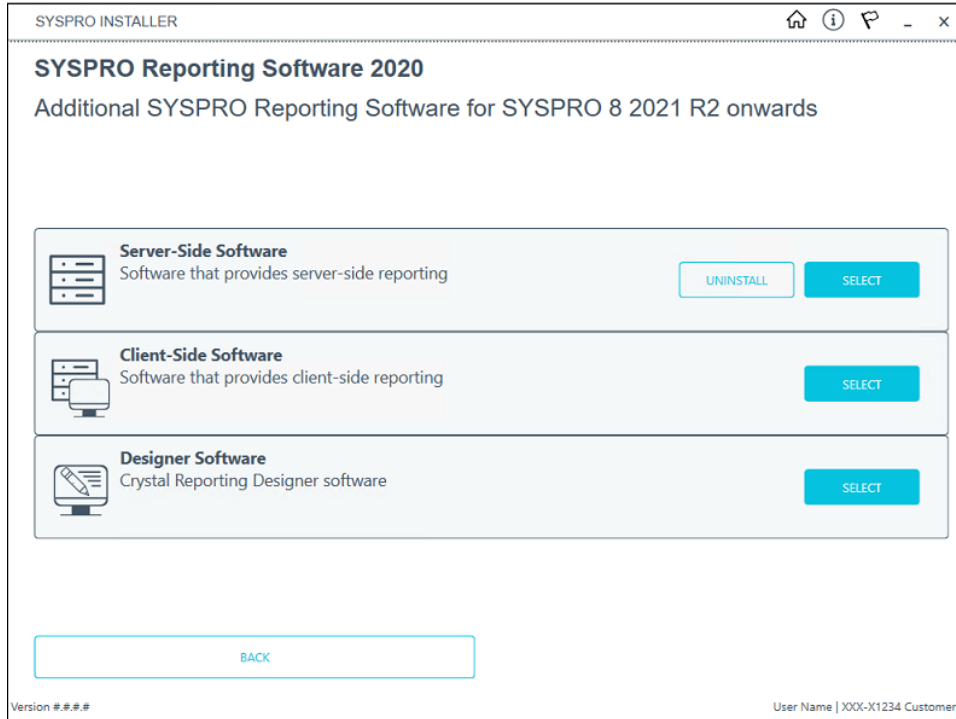 SYSPRO INSTALLER
SYSPRO Reporting Software 2020
Additional SYSPRO Reporting Software for SYSPRO 8 2021 R2 onwards
Server-Side Software
Software that provides server-side reporting
UNINSTALL
SELECT
Client-Side Software
Software that provides client-side reporting
SELECT
Designer Software
Crystal Reporting Designer software
SELECT
BACK
Version #.#.#.#
User Name | XXX-X1234 Customer